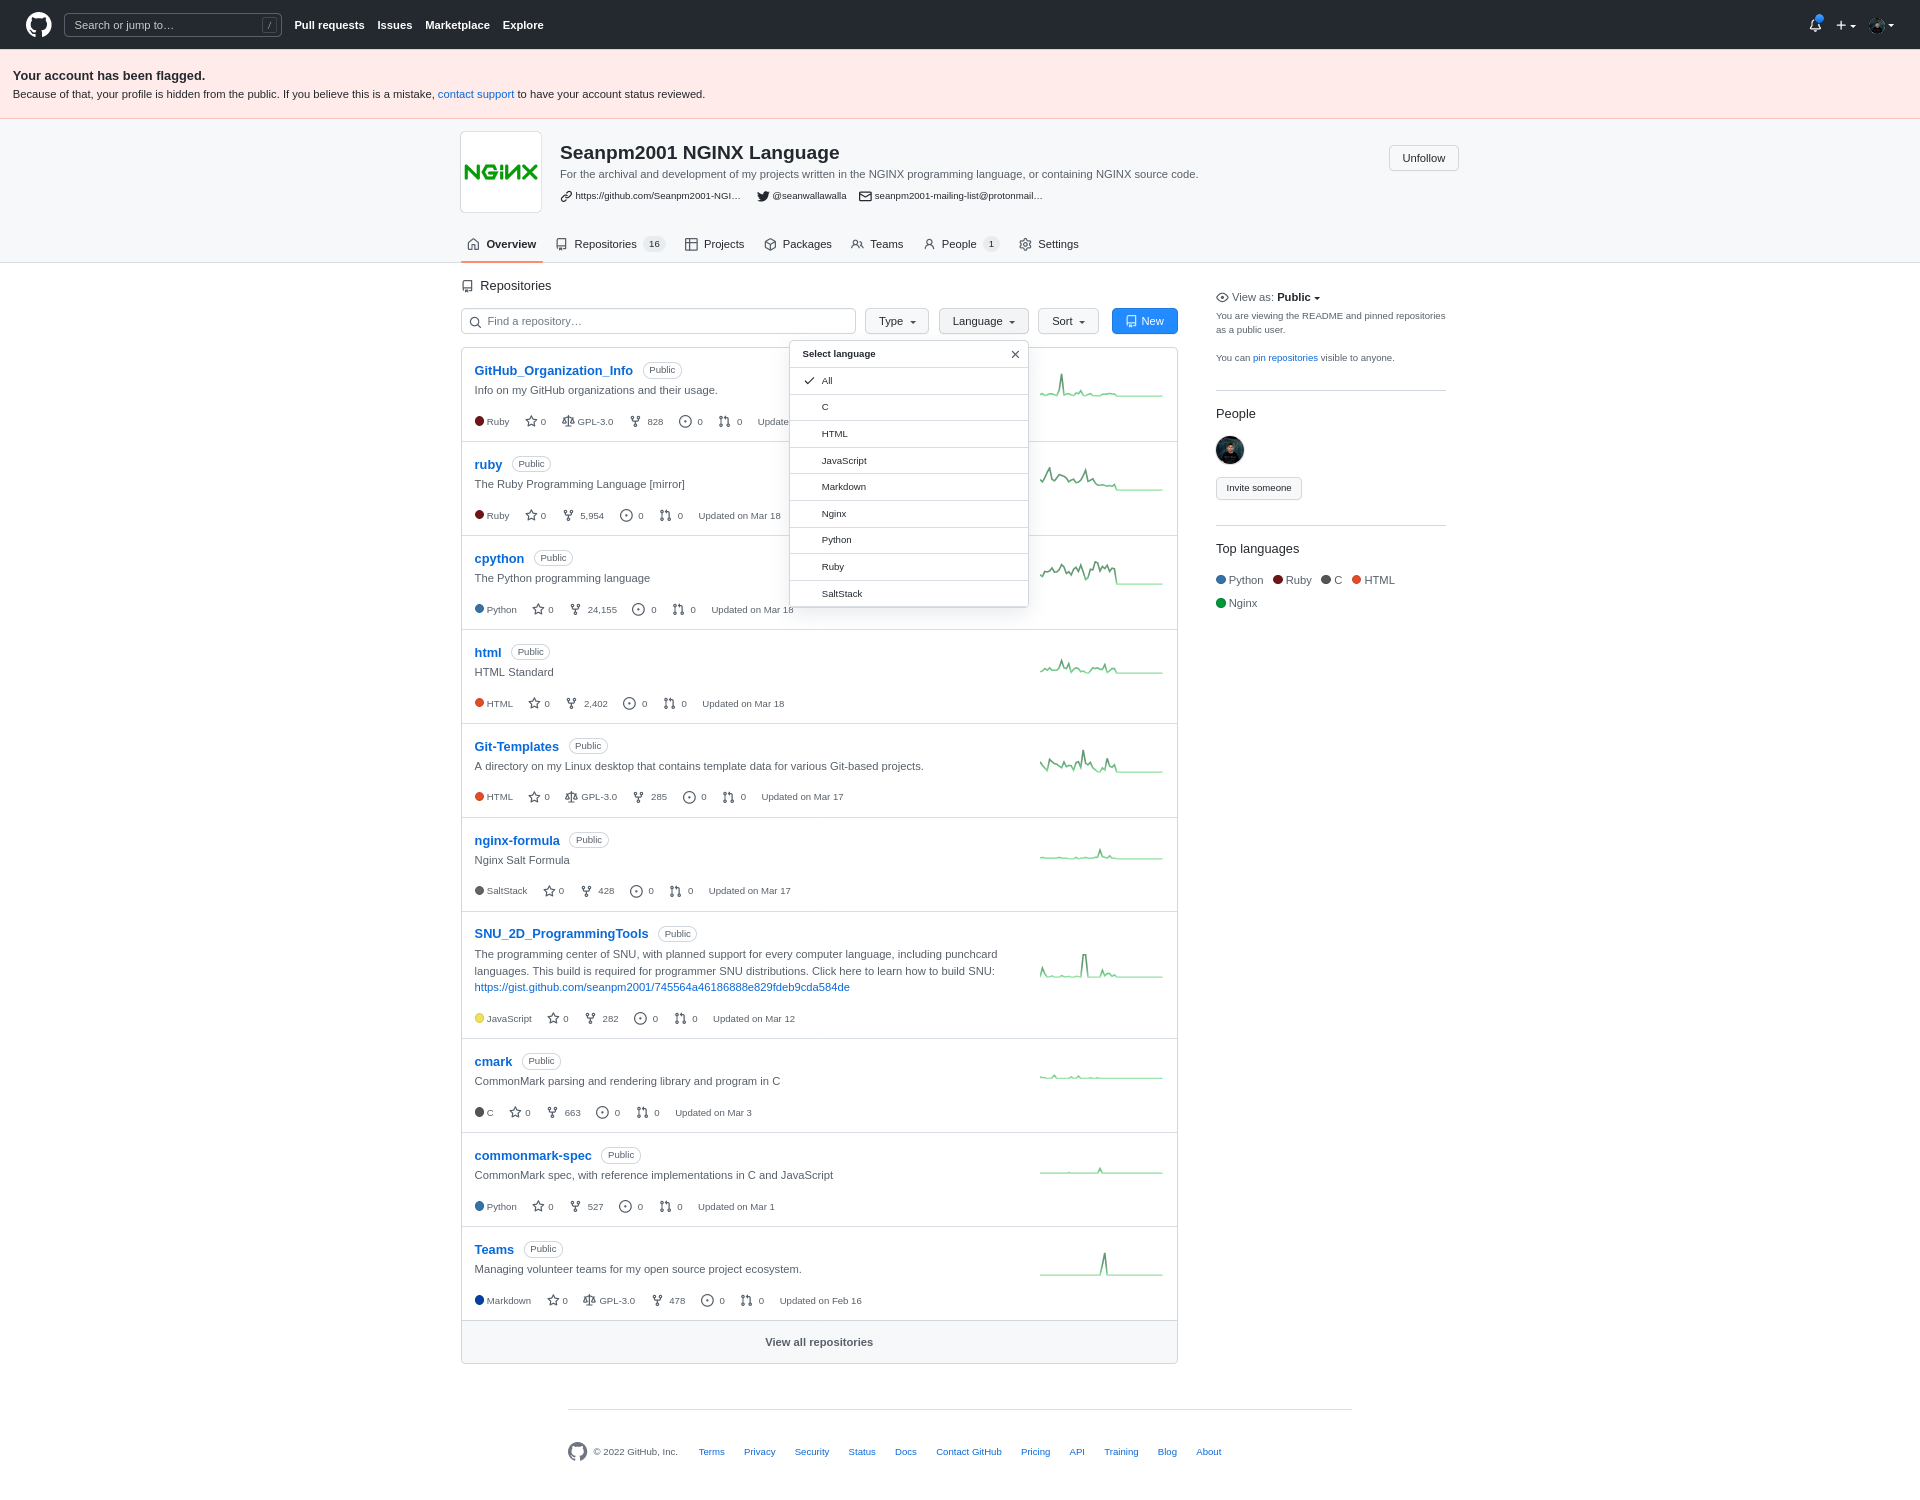 Search or jump to… /
Pull requests Issues Marketplace Explore
Your account has been flagged.
Because of that, your profile is hidden from the public. If you believe this is a mistake, contact support to have your account status reviewed.
NGiNX
Seanpm2001 NGINX Language
Unfollow
For the archival and development of my projects written in the NGINX programming language, or containing NGINX source code.
https://github.com/Seanpm2001-NGI… @seanwallawalla seanpm2001-mailing-list@protonmail…
Overview Repositories 16 Projects Packages Teams People 1 Settings
Repositories
Find a repository… Type Language Sort New
Select language
All
C
HTML
JavaScript
Markdown
Nginx
Python
Ruby
SaltStack
GitHub_Organization_Info Public
Info on my GitHub organizations and their usage.
Ruby 0 GPL-3.0 828 0 0 Update
ruby Public
The Ruby Programming Language [mirror]
Ruby 0 5,954 0 0 Updated on Mar 18
cpython Public
The Python programming language
Python 0 24,155 0 0 Updated on Mar 18
html Public
HTML Standard
HTML 0 2,402 0 0 Updated on Mar 18
Git-Templates Public
A directory on my Linux desktop that contains template data for various Git-based projects.
HTML 0 GPL-3.0 285 0 0 Updated on Mar 17
nginx-formula Public
Nginx Salt Formula
SaltStack 0 428 0 0 Updated on Mar 17
SNU_2D_ProgrammingTools Public
The programming center of SNU, with planned support for every computer language, including punchcard
languages. This build is required for programmer SNU distributions. Click here to learn how to build SNU:
https://gist.github.com/seanpm2001/745564a46186888e829fdeb9cda584de
JavaScript 0 282 0 0 Updated on Mar 12
cmark Public
CommonMark parsing and rendering library and program in C
C 0 663 0 0 Updated on Mar 3
commonmark-spec Public
CommonMark spec, with reference implementations in C and JavaScript
Python 0 527 0 0 Updated on Mar 1
Teams Public
Managing volunteer teams for my open source project ecosystem.
Markdown 0 GPL-3.0 478 0 0 Updated on Feb 16
View all repositories
View as: Public
You are viewing the README and pinned repositories
as a public user.
You can pin repositories visible to anyone.
People
Invite someone
Top languages
Python Ruby C HTML
Nginx
© 2022 GitHub, Inc. Terms Privacy Security Status Docs Contact GitHub Pricing API Training Blog About